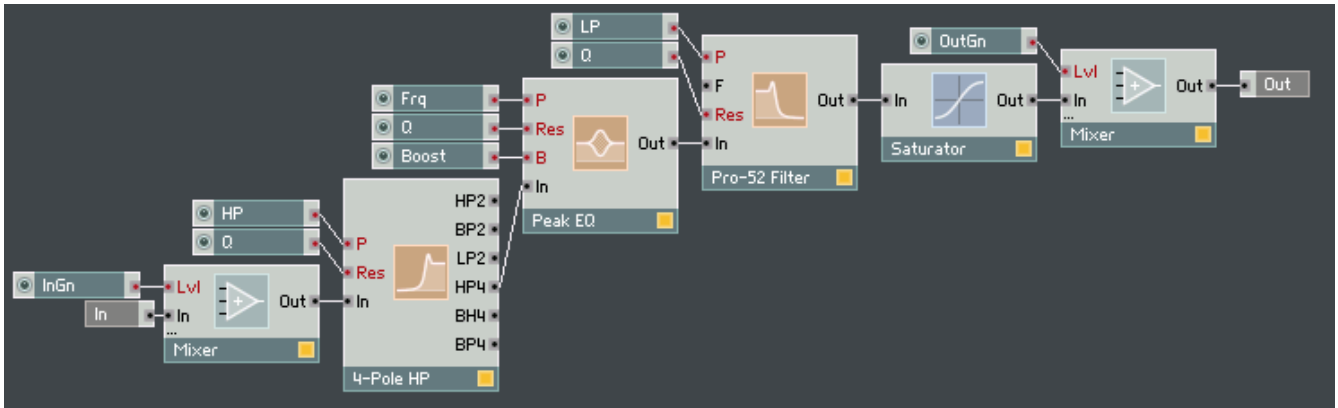 InGn
In
Lvl
In
...
Out
Mixer
HP
Q
P
Res
In
HP2
BP2
LP2
HP4
BH4
BP4
4-Pole HP
Frq
Q
Boost
P
Res
B
In
Out
Peak EQ
LP
Q
P
F
Res
In
Out
Pro-52 Filter
In
Out
Saturator
OutGn
Lvl
In
...
Out
Mixer
Out